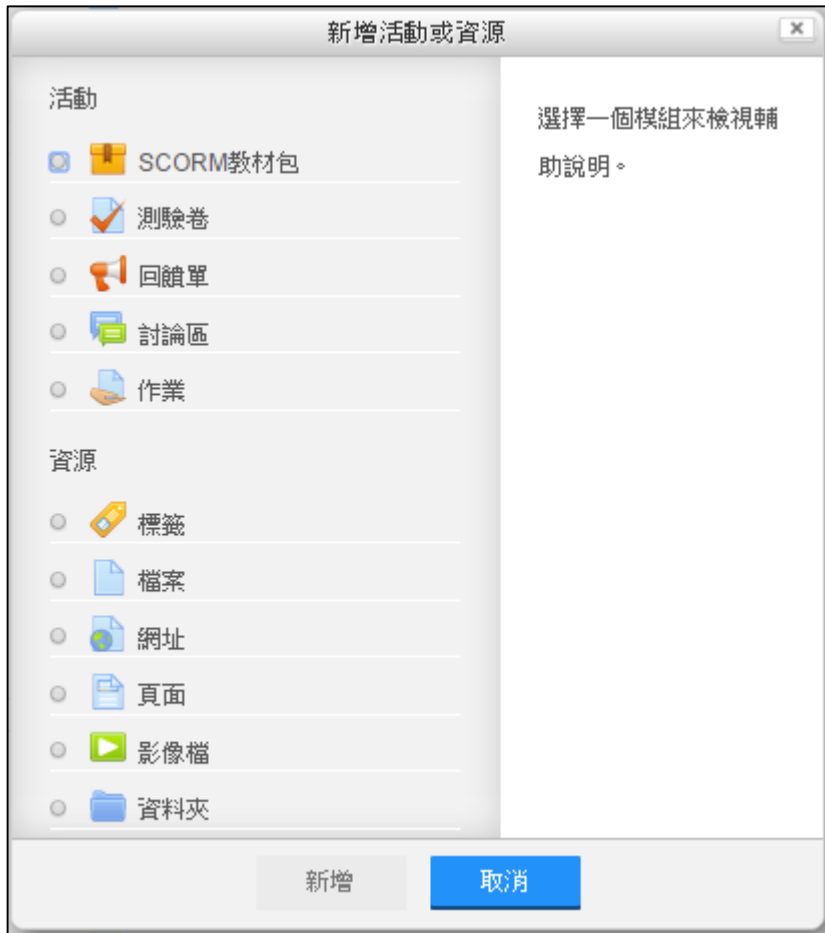 新增活動或資源
活動
SCORM教材包
測驗卷
回饋單
討論區
作業
資源
標籤
檔案
網址
頁面
影像檔
資料夾
選擇一個模組來檢視輔
助說明。
新增
取消